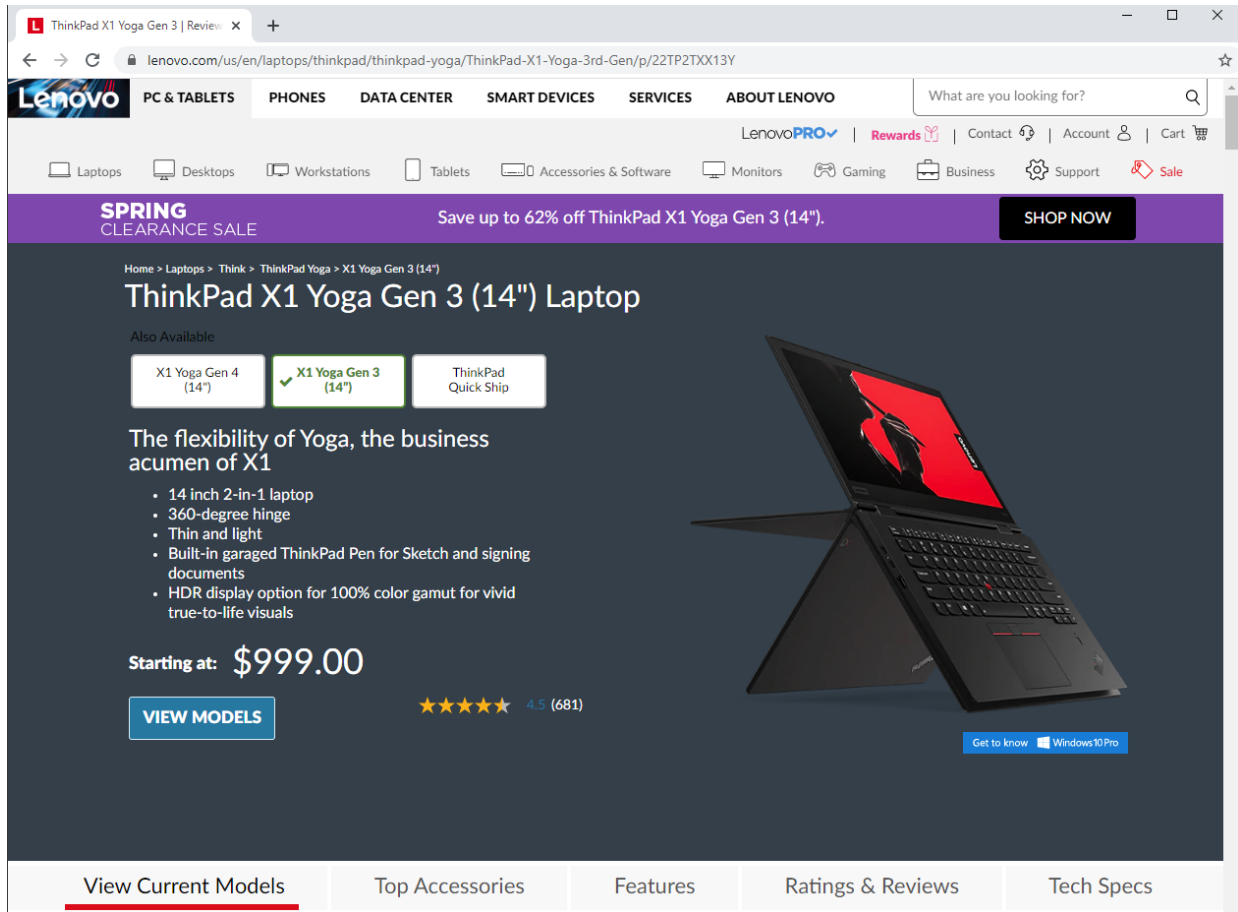 ThinkPad X1 Yoga Gen 3 | Review
lenovo.com/us/en/laptops/thinkpad/thinkpad-yoga/ThinkPad-X1-Yoga-3rd-Gen/p/22TP2TXX13Y
Lenovo PC & TABLETS PHONES DATA CENTER SMART DEVICES SERVICES ABOUT LENOVO What are you looking for?
LenovoPRO | Rewards | Contact | Account | Cart
Laptops Desktops Workstations Tablets Accessories & Software Monitors Gaming Business Support Sale
SPRING
CLEARANCE SALE
Save up to 62% off ThinkPad X1 Yoga Gen 3 (14").
SHOP NOW
Home > Laptops > Think > ThinkPad Yoga > X1 Yoga Gen 3 (14")
ThinkPad X1 Yoga Gen 3 (14") Laptop
Also Available
X1 Yoga Gen 4
(14")
X1 Yoga Gen 3
(14")
ThinkPad
Quick Ship
The flexibility of Yoga, the business
acumen of X1
• 14 inch 2-in-1 laptop
• 360-degree hinge
• Thin and light
• Built-in garaged ThinkPad Pen for Sketch and signing
documents
• HDR display option for 100% color gamut for vivid
true-to-life visuals
Starting at: $999.00
VIEW MODELS
4.5 (681)
Lenovo
Get to know Windows10 Pro
View Current Models Top Accessories Features Ratings & Reviews Tech Specs